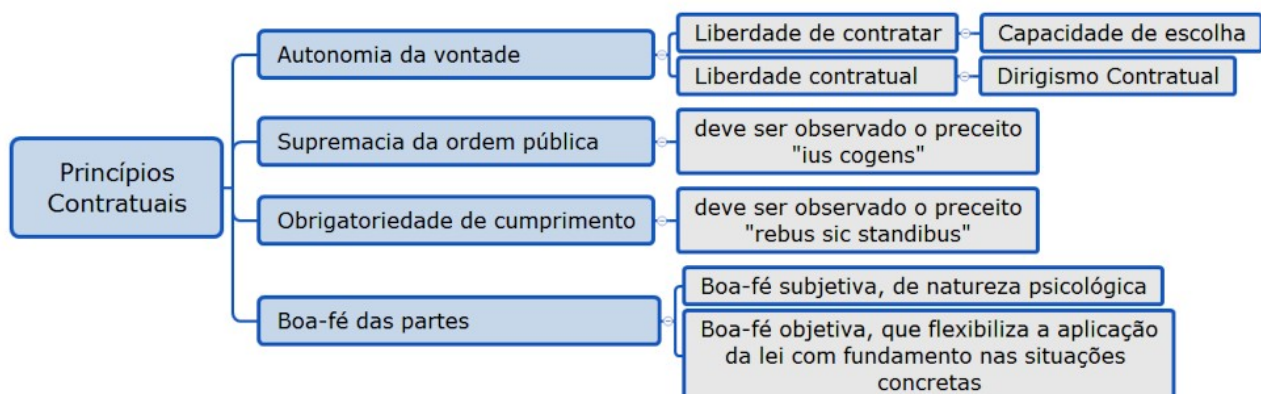 Princípios
Contratuais
Autonomia da vontade
Liberdade de contratar
Capacidade de escolha
Liberdade contratual
Dirigismo Contratual
Supremacia da ordem pública
deve ser observado o preceito
"ius cogens"
Obrigatoriedade de cumprimento
deve ser observado o preceito
"rebus sic standibus"
Boa-fé das partes
Boa-fé subjetiva, de natureza psicológica
Boa-fé objetiva, que flexibiliza a aplicação
da lei com fundamento nas situações
concretas